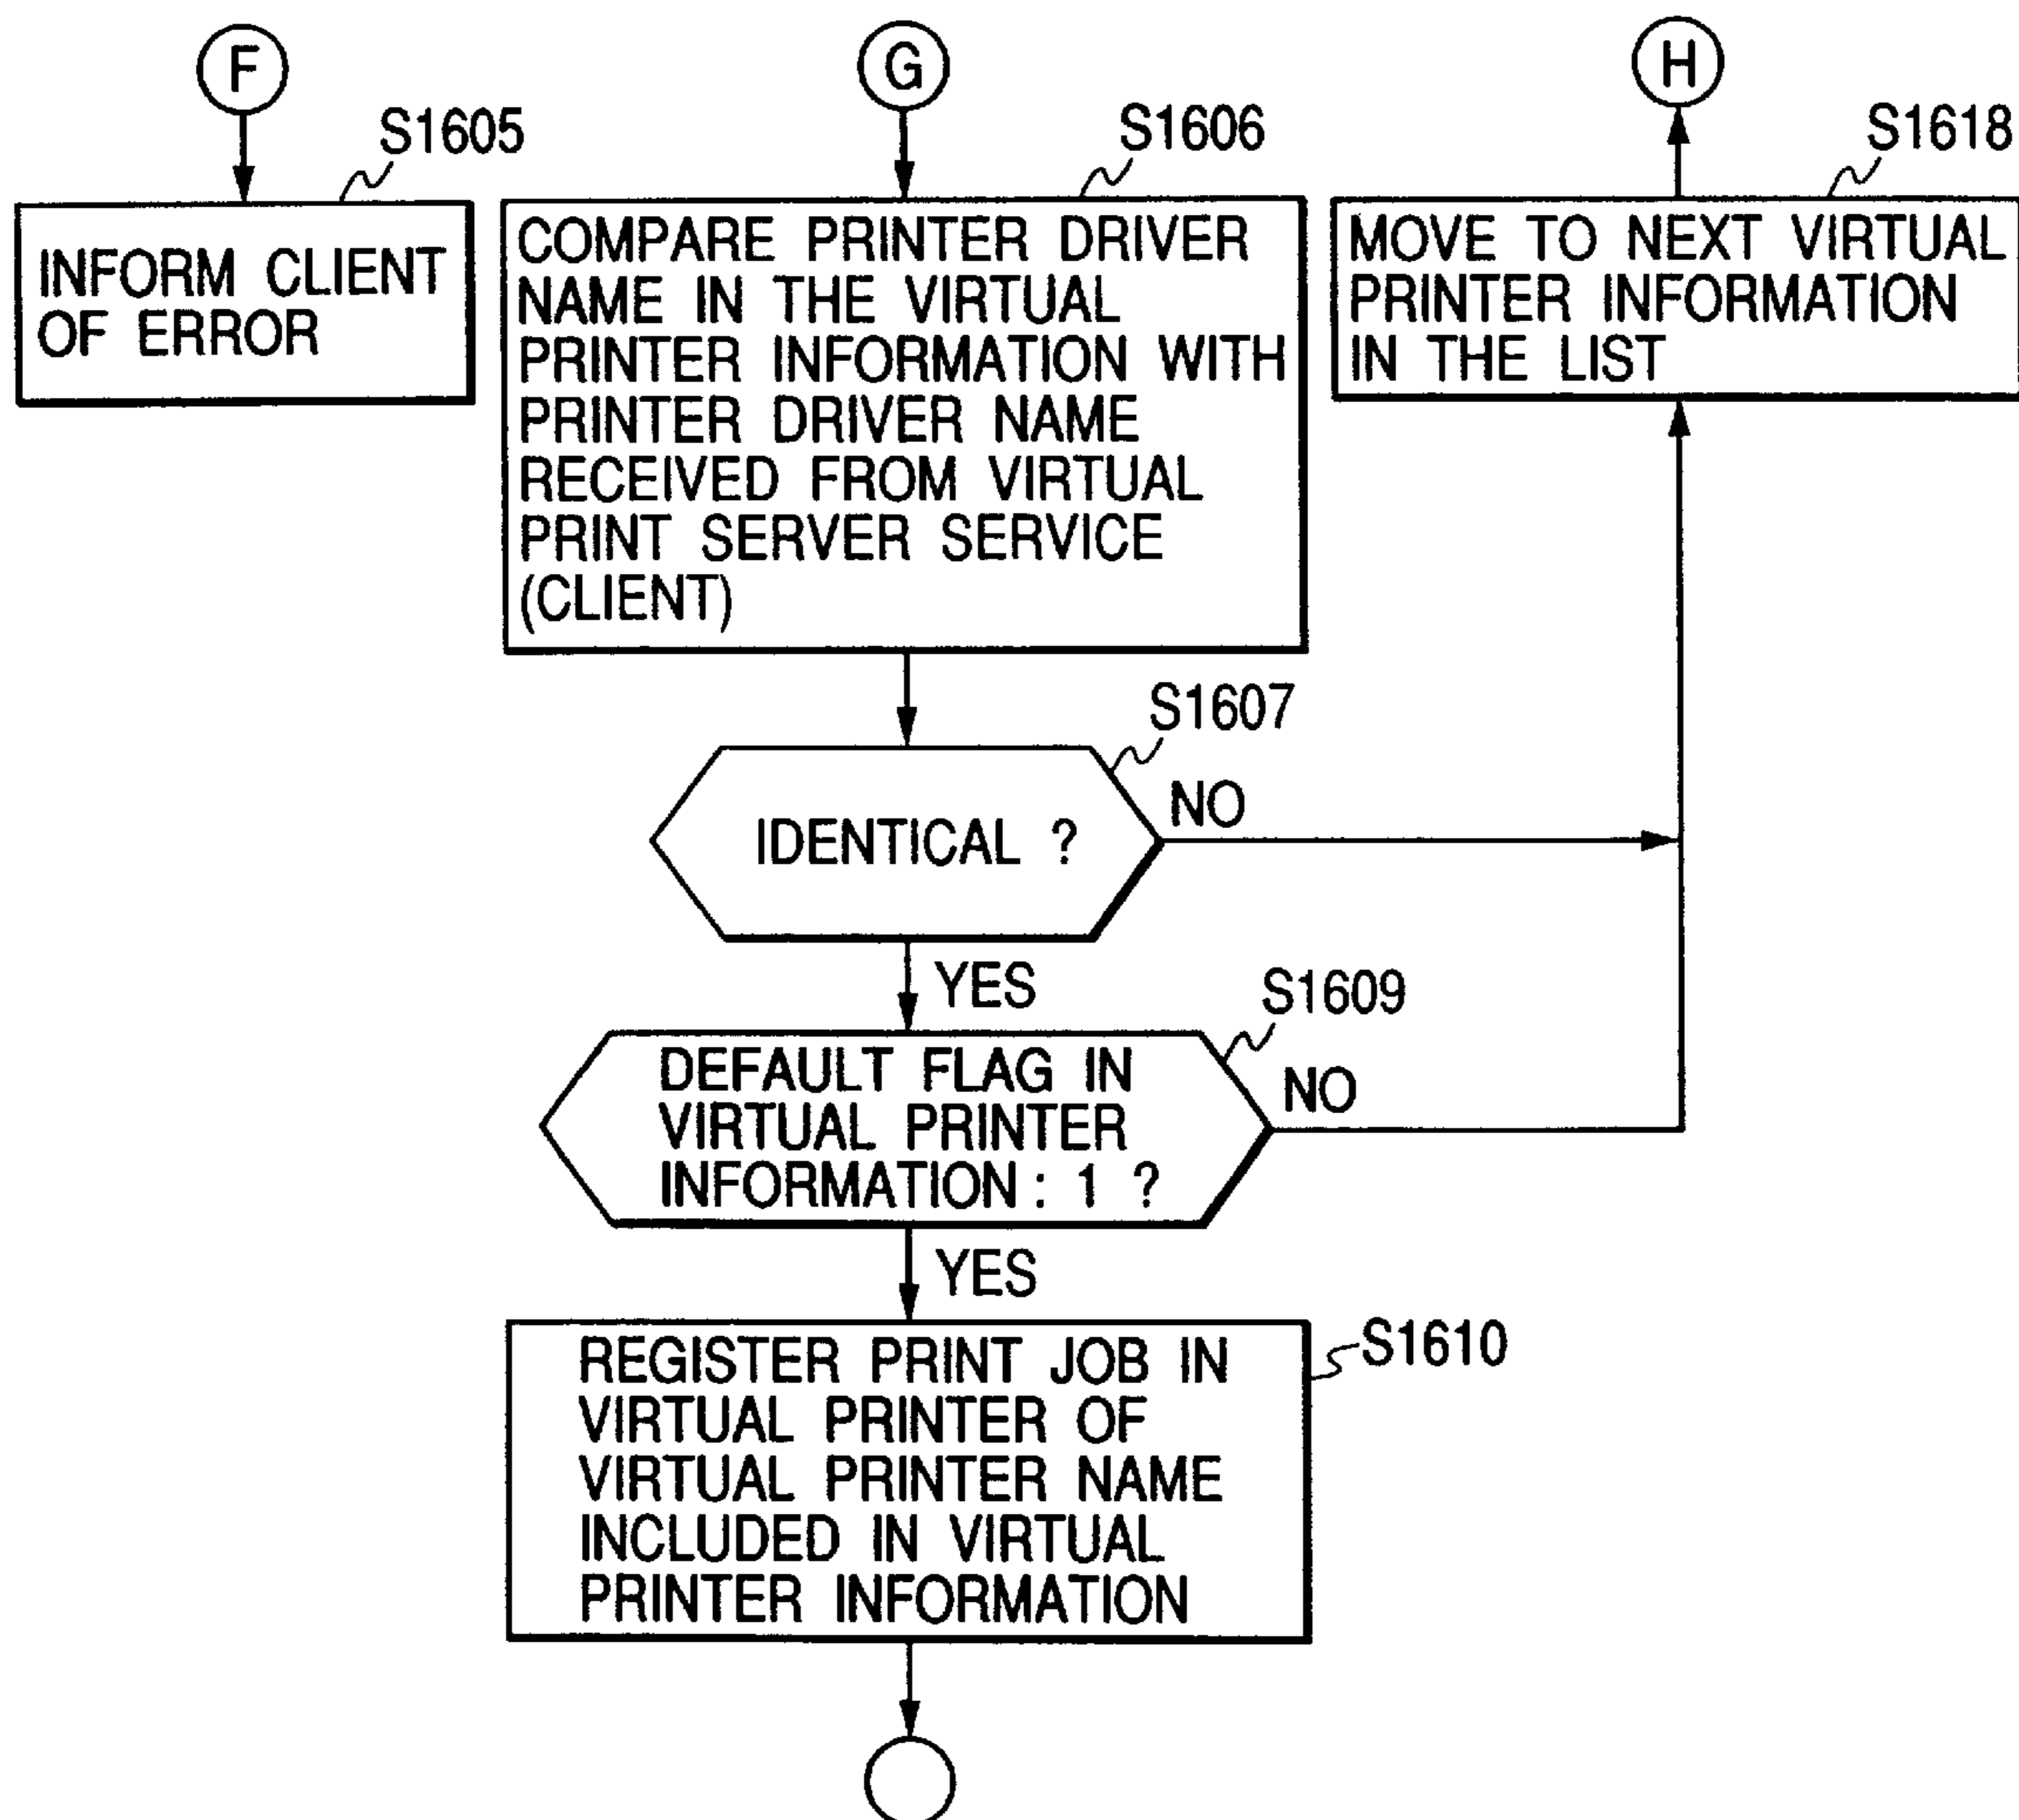 F
S1605
INFORM CLIENT
OF ERROR
G
S1606
COMPARE PRINTER DRIVER
NAME IN THE VIRTUAL
PRINTER INFORMATION WITH
PRINTER DRIVER NAME
RECEIVED FROM VIRTUAL
PRINT SERVER SERVICE
(CLIENT)
H
S1618
MOVE TO NEXT VIRTUAL
PRINTER INFORMATION
IN THE LIST
S1607
IDENTICAL ?
NO
YES
S1609
DEFAULT FLAG IN
VIRTUAL PRINTER
INFORMATION : 1 ?
NO
YES
S1610
REGISTER PRINT JOB IN
VIRTUAL PRINTER OF
VIRTUAL PRINTER NAME
INCLUDED IN VIRTUAL
PRINTER INFORMATION